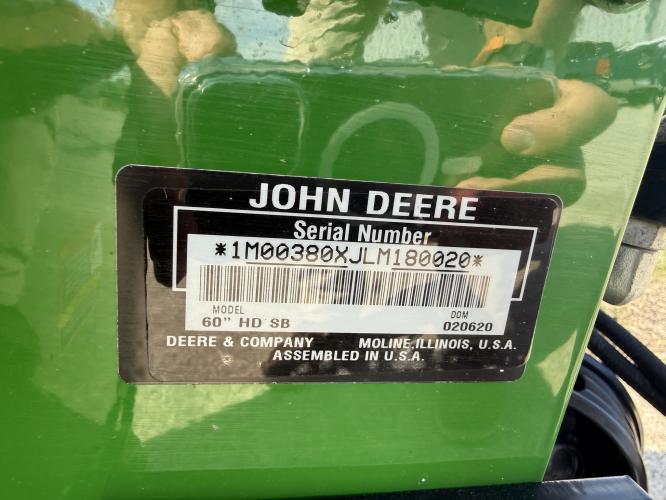 JOHN DEERE
Serial Number
*1M00380XJLM180020*
MODEL DOM
60" HD SB 020620
DEERE & COMPANY MOLINE, ILLINOIS, U.S.A.
ASSEMBLED IN U.S.A.